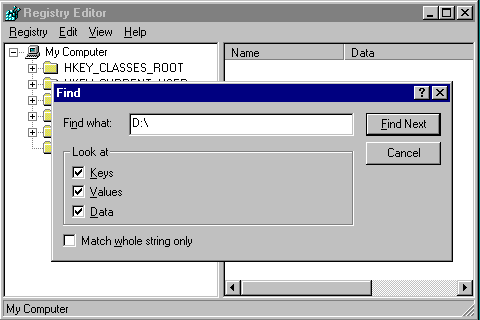 Registry Editor
Registry Edit View Help
My Computer
Name Data
HKEY_CLASSES_ROOT
Find
Find what: D:\
Find Next
Look at
Cancel
Keys
Values
Data
Match whole string only
My Computer